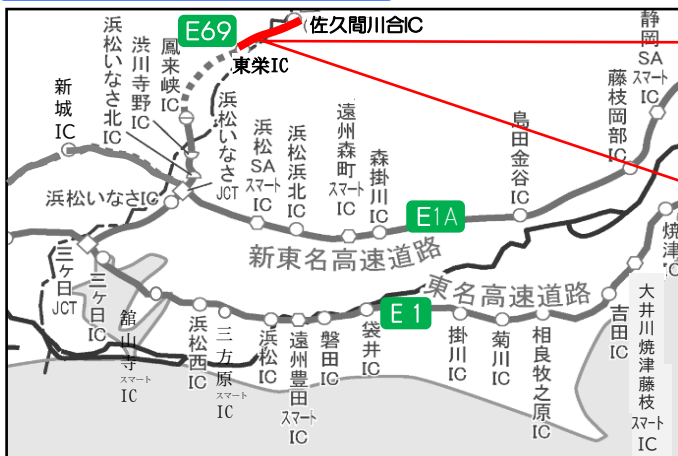 E69
佐久間川合IC
東栄IC
鳳来峡IC
渋川寺野IC
浜松いなさ北IC
新城IC
浜松いなさJCT
浜松いなさIC
浜松SAスマートIC
浜松浜北IC
遠州森町スマートIC
森掛川IC
島田金谷IC
藤枝岡部IC
静岡SAスマートIC
E1A
新東名高速道路
東名高速道路
E1
三ヶ日JCT
三ヶ日IC
舘山寺スマートIC
浜松西IC
三方原スマートIC
浜松IC
遠州豊田スマートIC
磐田IC
袋井IC
掛川IC
菊川IC
相良牧之原IC
吉田IC
大井川焼津藤枝スマートIC
焼津IC